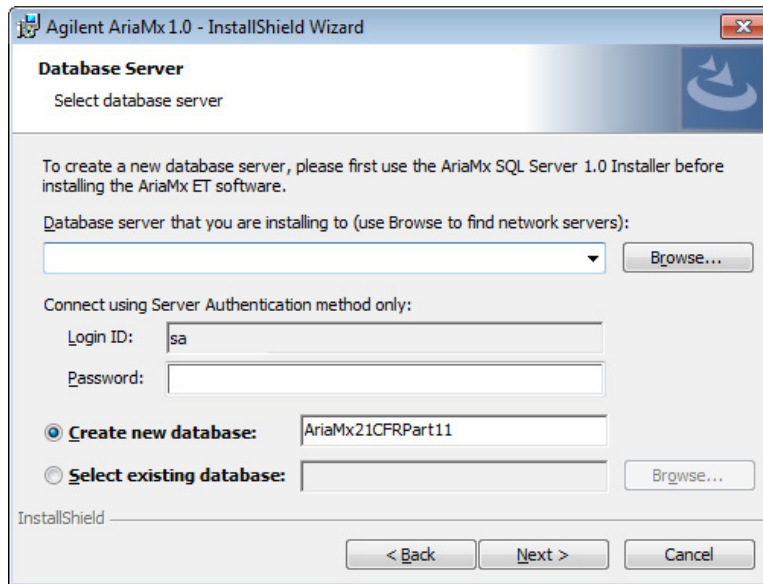 Agilent AriaMx 1.0 - InstallShield Wizard
Database Server
Select database server
To create a new database server, please first use the AriaMx SQL Server 1.0 Installer before
installing the AriaMx ET software.
Database server that you are installing to (use Browse to find network servers):
Browse...
Connect using Server Authentication method only:
Login ID: sa
Password:
Create new database: AriaMx21CFRPart11
Select existing database: Browse...
InstallShield
< Back Next > Cancel